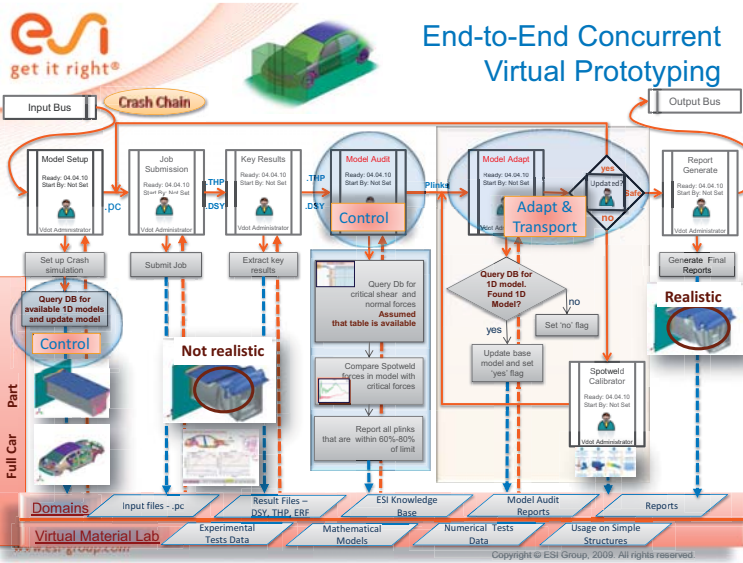 esi
get it right®
End-to-End Concurrent
Virtual Prototyping
Input Bus
Crash Chain
Output Bus
Model Setup
Ready: 04.04.10
Start By: Not Set
Vdot Administrator
.pc
Job
Submission
Ready: 04.04.10
Start By: Not Set
Vdot Administrator
.THP
.DSY
Key Results
Ready: 04.04.10
Start By: Not Set
Vdot Administrator
.THP
.DSY
Model Audit
Ready: 04.04.10
Start By: Not Set
Control
Vdot Administrator
Plinks
Model Adapt
Ready: 04.04.10
Start By: Not Set
Adapt &
Transport
yes
Updated?
no
Safe
Report
Generate
Ready: 04.04.10
Start By: Not Set
Vdot Administrator
Set up Crash
simulation
Submit Job
Extract key
results
Generate Final
Reports
Query DB for
available 1D models
and update model
Control
Not realistic
Query Db for
critical shear and
normal forces
Assumed
that table is available
Compare Spotweld
forces in model with
critical forces
Report all plinks
that are within 60%-80%
of limit
Query DB for
1D model.
Found 1D
Model?
no
Set 'no' flag
yes
Update base
model and set
'yes' flag
Realistic
Spotweld
Calibrator
Ready: 04.04.10
Start By: Not Set
Vdot Administrator
Part
Full Car
Domains
Input files - .pc
Result Files –
DSY, THP, ERF
ESI Knowledge
Base
Model Audit
Reports
Reports
Virtual Material Lab
Experimental
Tests Data
Mathematical
Models
Numerical Tests
Data
Usage on Simple
Structures
www.esi-group.com
Copyright © ESI Group, 2009. All rights reserved.